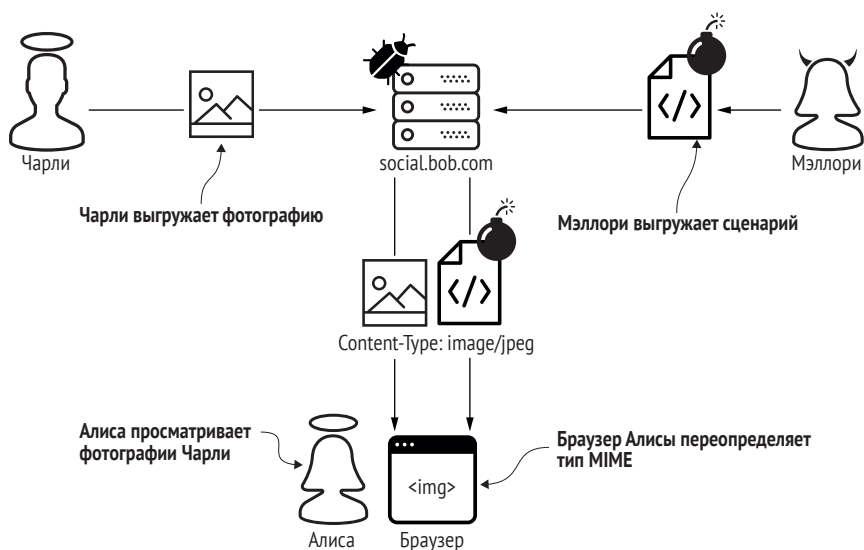 Чарли
social.bob.com
</>
Мэллори
Чарли выгружает фотографию
Мэллори выгружает сценарий
</>
Content-Type: image/jpeg
Алиса просматривает
фотографии Чарли
Браузер Алисы переопределяет
тип MIME
<img>
Алиса
Браузер